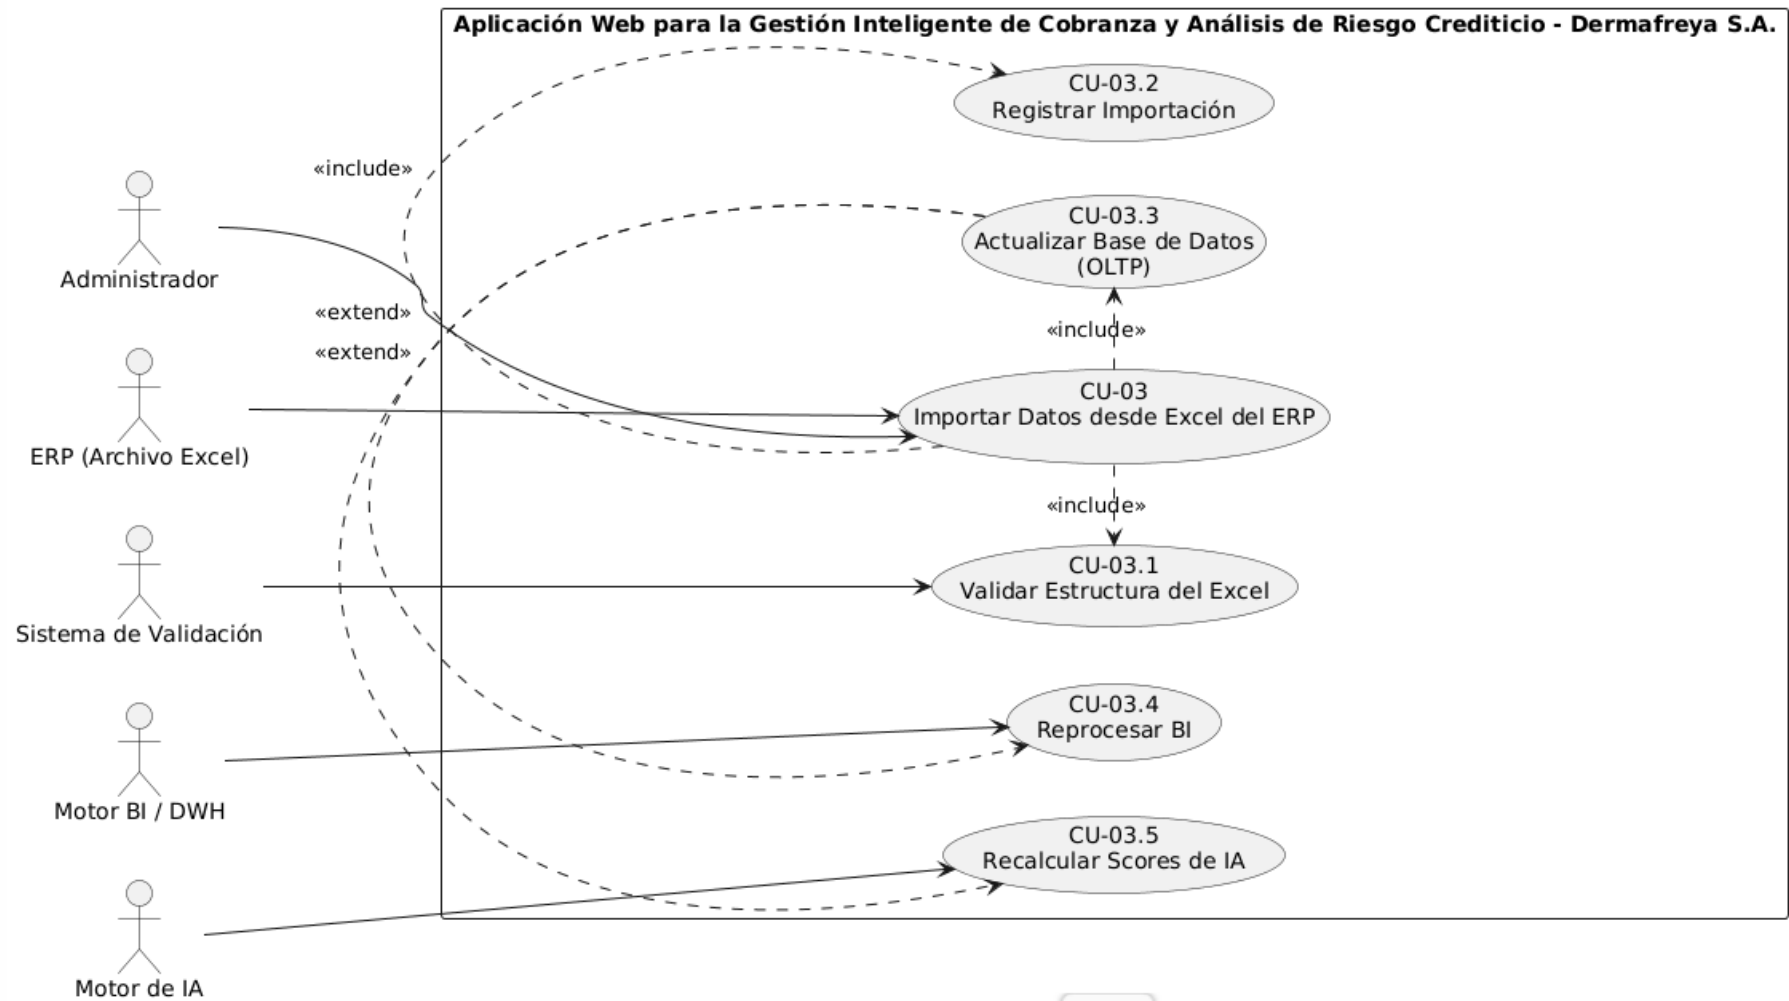 Aplicación Web para la Gestión Inteligente de Cobranza y Análisis de Riesgo Crediticio - Dermafreya S.A.
CU-03.2
Registrar Importación
«include»
CU-03.3
Actualizar Base de Datos
(OLTP)
Administrador
«extend»
«include»
«extend»
CU-03
Importar Datos desde Excel del ERP
ERP (Archivo Excel)
«include»
CU-03.1
Validar Estructura del Excel
Sistema de Validación
CU-03.4
Reprocesar BI
Motor BI / DWH
CU-03.5
Recalcular Scores de IA
Motor de IA